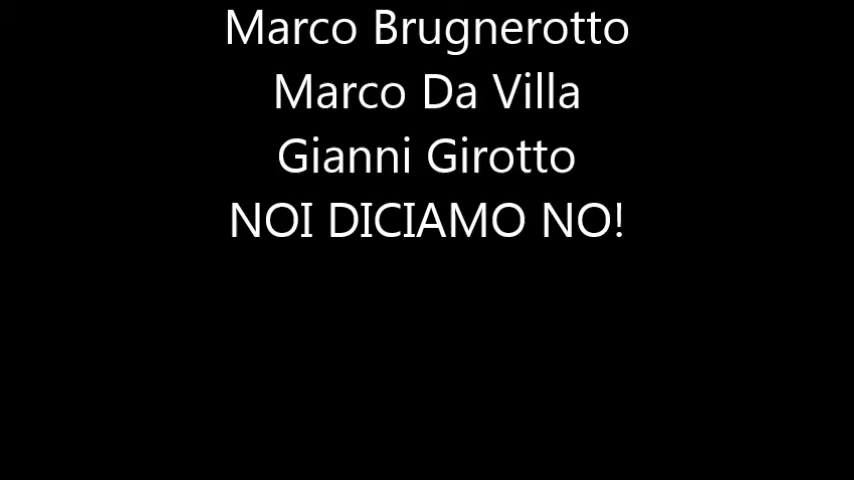 Marco Brugnerotto
Marco Da Villa
Gianni Girotto
NOI DICIAMO NO!